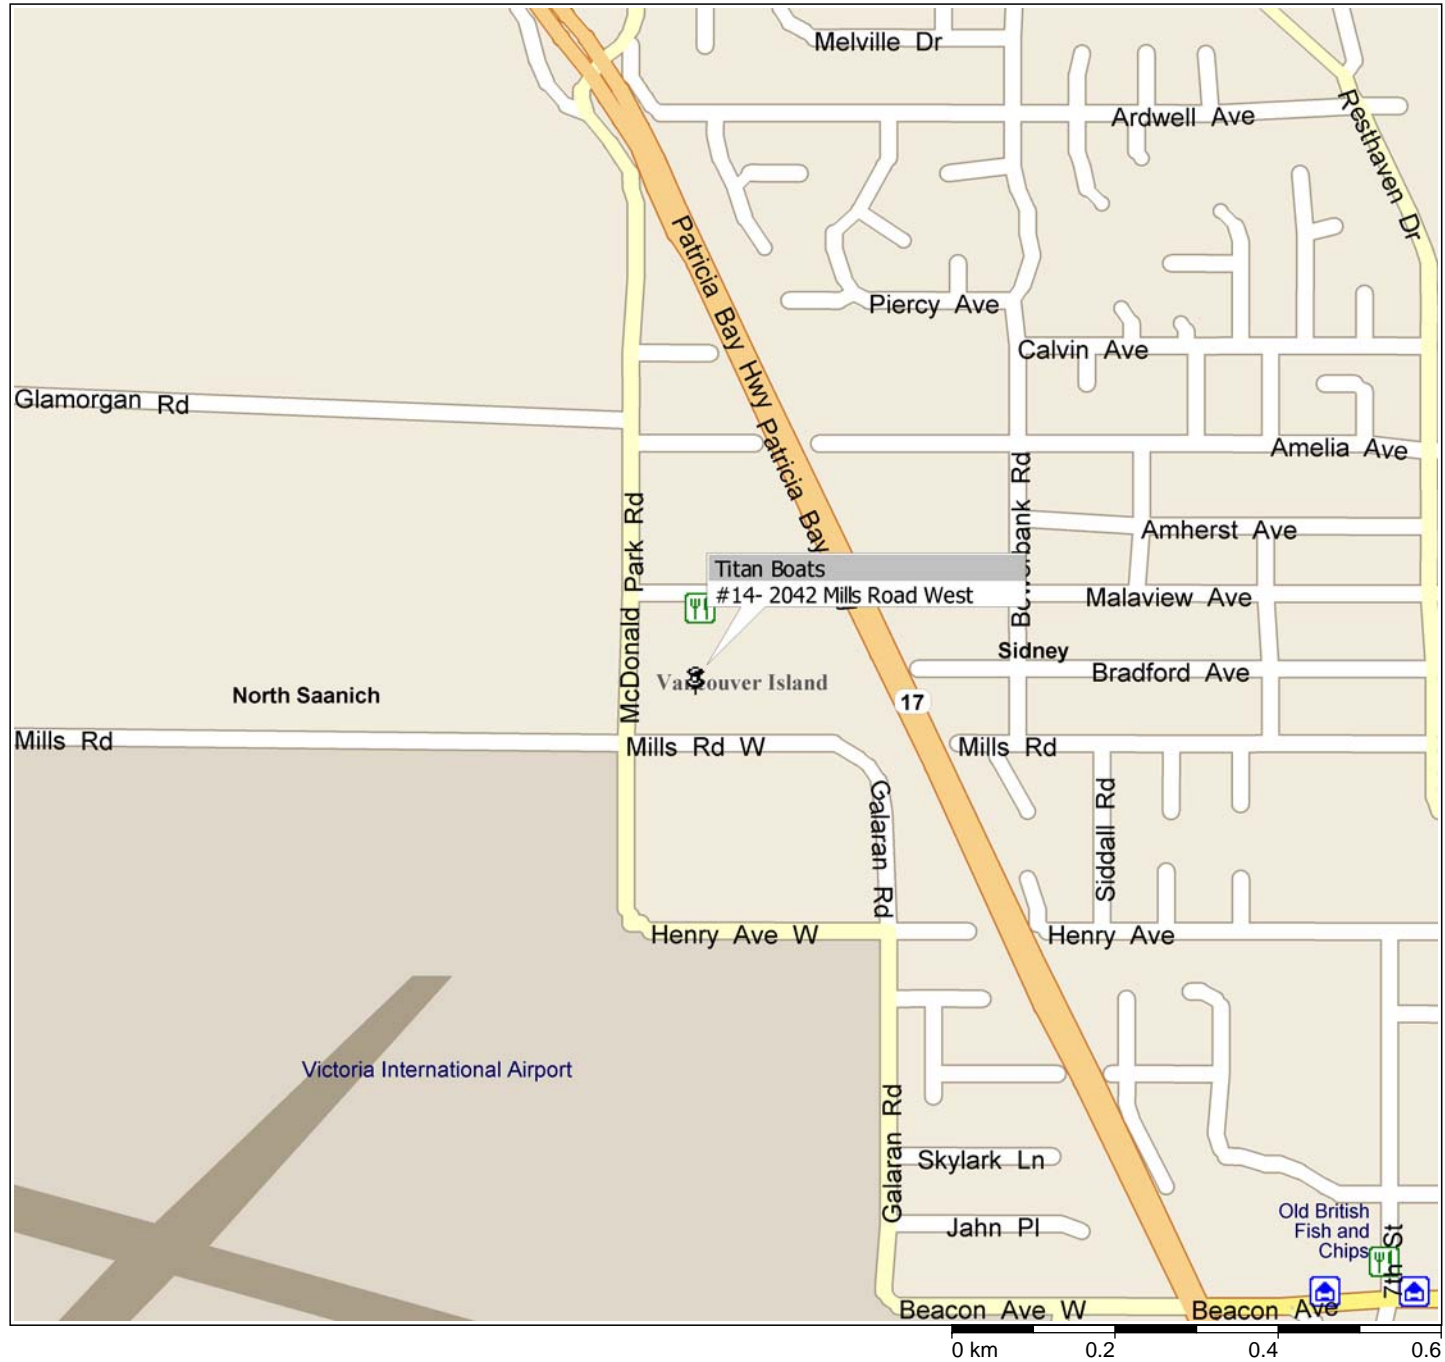 Melville Dr
Ardwell Ave
Resthaven Dr
Patricia Bay Hwy
Piercy Ave
Calvin Ave
Glamorgan Rd
Patricia Bay
Amelia Ave
Bowerbank Rd
McDonald Park Rd
Amherst Ave
Titan Boats
#14- 2042 Mills Road West
Malaview Ave
Sidney
Bradford Ave
Vancouver Island
North Saanich
17
Mills Rd
Mills Rd W
Mills Rd
Galaran Rd
Siddall Rd
Henry Ave W
Henry Ave
Victoria International Airport
Galaran Rd
Skylark Ln
Jahn Pl
Old British
Fish and
Chips
7th St
Beacon Ave W
Beacon Ave
0 km 0.2 0.4 0.6